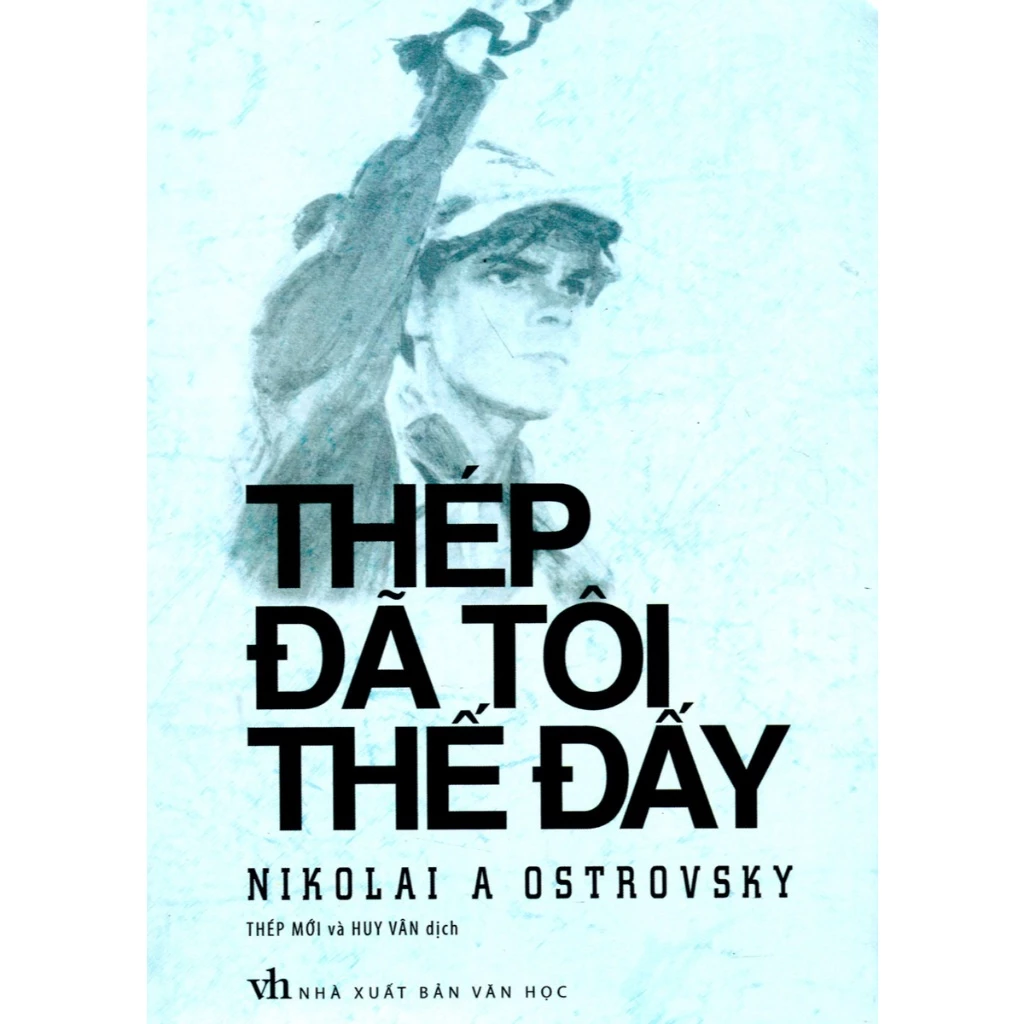 THÉP
ĐÃ TÔI
THẾ ĐẤY
NIKOLAI A OSTROVSKY
THÉP MỚI và HUY VÂN dịch
vh NHÀ XUẤT BẢN VĂN HỌC